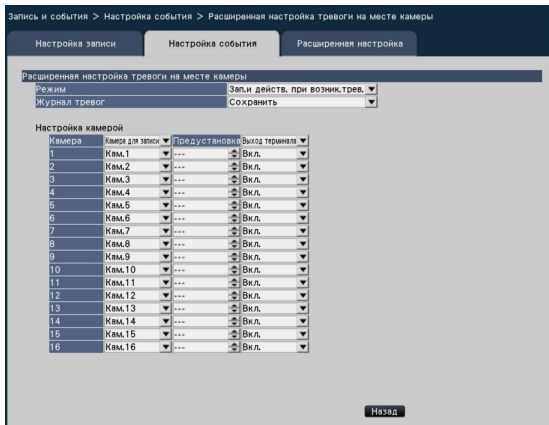 Запись и события > Настройка события > Расширенная настройка тревоги на месте камеры
Настройка записи Настройка события Расширенная настройка
Расширенная настройка тревоги на месте камеры
Режим Зап.и действ. при возник.трев.
Журнал тревог Сохранить
Настройка камерой
Камера Камера для записи Предустановка Выход терминала
1 Кам.1 --- Вкл.
2 Кам.2 --- Вкл.
3 Кам.3 --- Вкл.
4 Кам.4 --- Вкл.
5 Кам.5 --- Вкл.
6 Кам.6 --- Вкл.
7 Кам.7 --- Вкл.
8 Кам.8 --- Вкл.
9 Кам.9 --- Вкл.
10 Кам.10 --- Вкл.
11 Кам.11 --- Вкл.
12 Кам.12 --- Вкл.
13 Кам.13 --- Вкл.
14 Кам.14 --- Вкл.
15 Кам.15 --- Вкл.
16 Кам.16 --- Вкл.
Назад